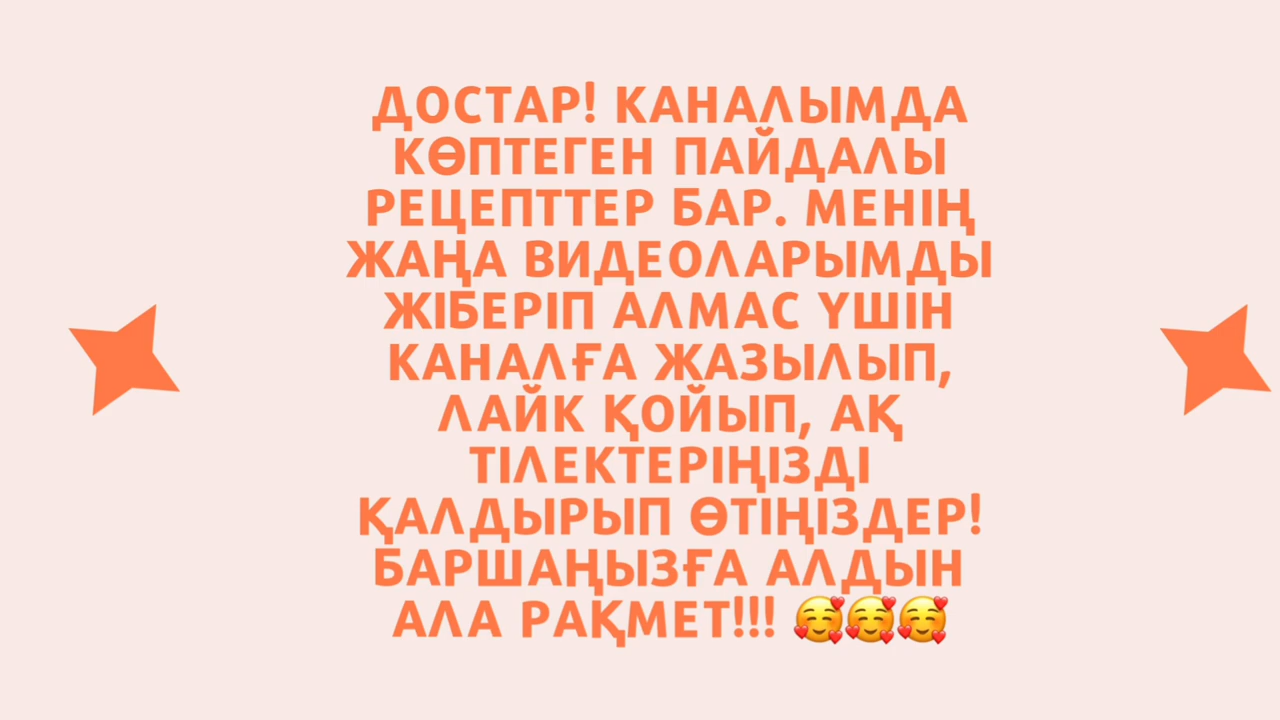 ДОСТАР! КАНАЛЫМДА
КӨПТЕГЕН ПАЙДАЛЫ
РЕЦЕПТТЕР БАР. МЕНІҢ
ЖАҢА ВИДЕОЛАРЫМДЫ
ЖІБЕРІП АЛМАС ҮШІН
КАНАЛҒА ЖАЗЫЛЫП,
ЛАЙК ҚОЙЫП, АҚ
ТІЛЕКТЕРІҢІЗДІ
ҚАЛДЫРЫП ӨТІҢІЗДЕР!
БАРШАҢЫЗҒА АЛДЫН
АЛА РАҚМЕТ!!! 🥰🥰🥰